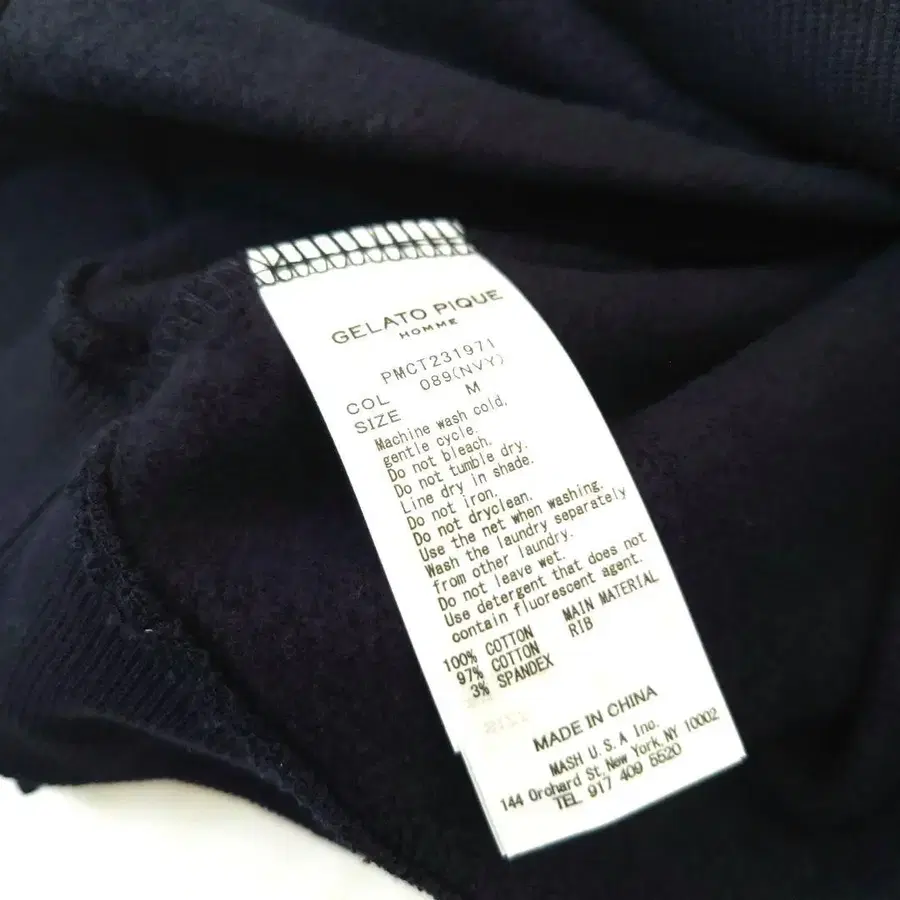 GELATO PIQUE
HOMME
PMCT231971
COL 089(NVY)
SIZE M
Machine wash cold,
gentle cycle.
Do not bleach.
Do not tumble dry.
Line dry in shade.
Do not iron.
Do not dryclean.
Use the net when washing.
Wash the laundry separately
from other laundry.
Do not leave wet.
Use detergent that does not
contain fluorescent agent.
100% COTTON MAIN MATERIAL
97% COTTON RIB
3% SPANDEX
MADE IN CHINA
MASH U.S.A Inc.
144 Orchard St, New York, NY 10002
TEL 917 409 5520